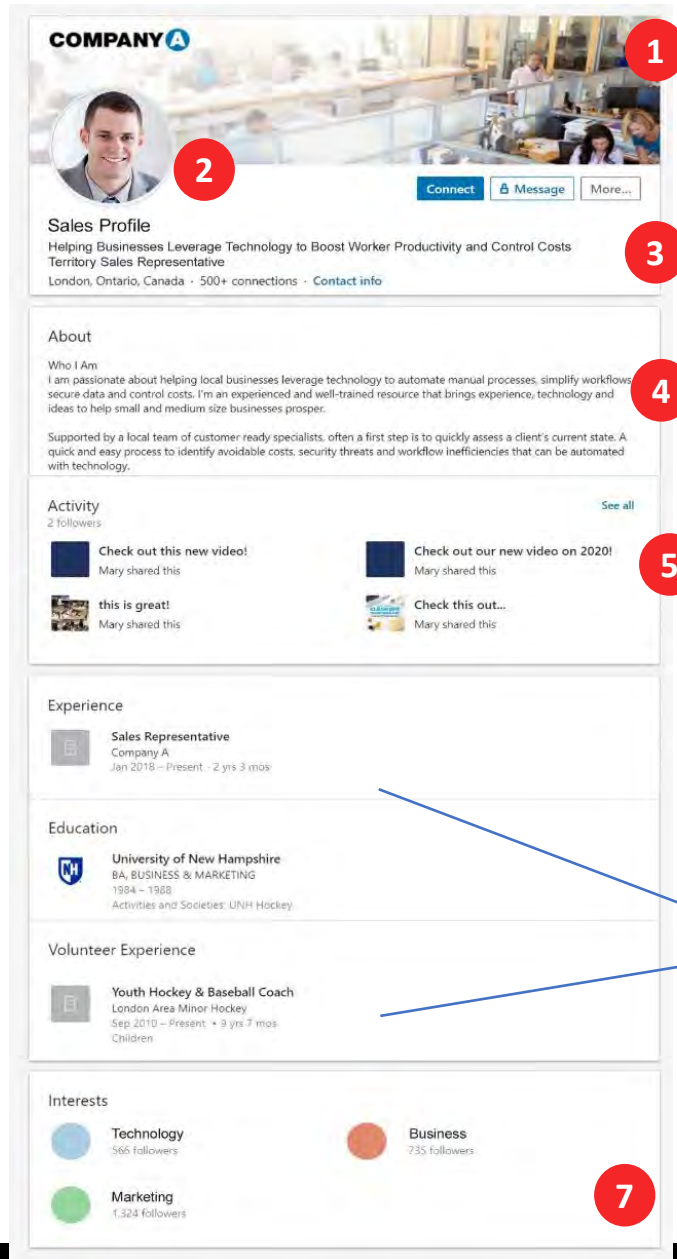 COMPANY A
1
2
Connect
Message
More...
Sales Profile
Helping Businesses Leverage Technology to Boost Worker Productivity and Control Costs
Territory Sales Representative
3
London, Ontario, Canada · 500+ connections · Contact info
About
Who I Am
I am passionate about helping local businesses leverage technology to automate manual processes, simplify workflows
secure data and control costs. I'm an experienced and well-trained resource that brings experience, technology and
ideas to help small and medium size businesses prosper.
4
Supported by a local team of customer ready specialists, often a first step is to quickly assess a client's current state. A
quick and easy process to identify avoidable costs, security threats and workflow inefficiencies that can be automated
with technology.
Activity
See all
2 followers
Check out this new video!
Mary shared this
Check out our new video on 2020!
Mary shared this
5
this is great!
Mary shared this
Check this out...
Mary shared this
Experience
Sales Representative
Company A
Jan 2018 – Present · 2 yrs 3 mos
Education
NH
University of New Hampshire
BA, BUSINESS & MARKETING
1984 – 1988
Activities and Societies: UNH Hockey
Volunteer Experience
Youth Hockey & Baseball Coach
London Area Minor Hockey
Sep 2010 – Present • 9 yrs 7 mos
Children
Interests
Technology
566 followers
Business
735 followers
Marketing
1,324 followers
7